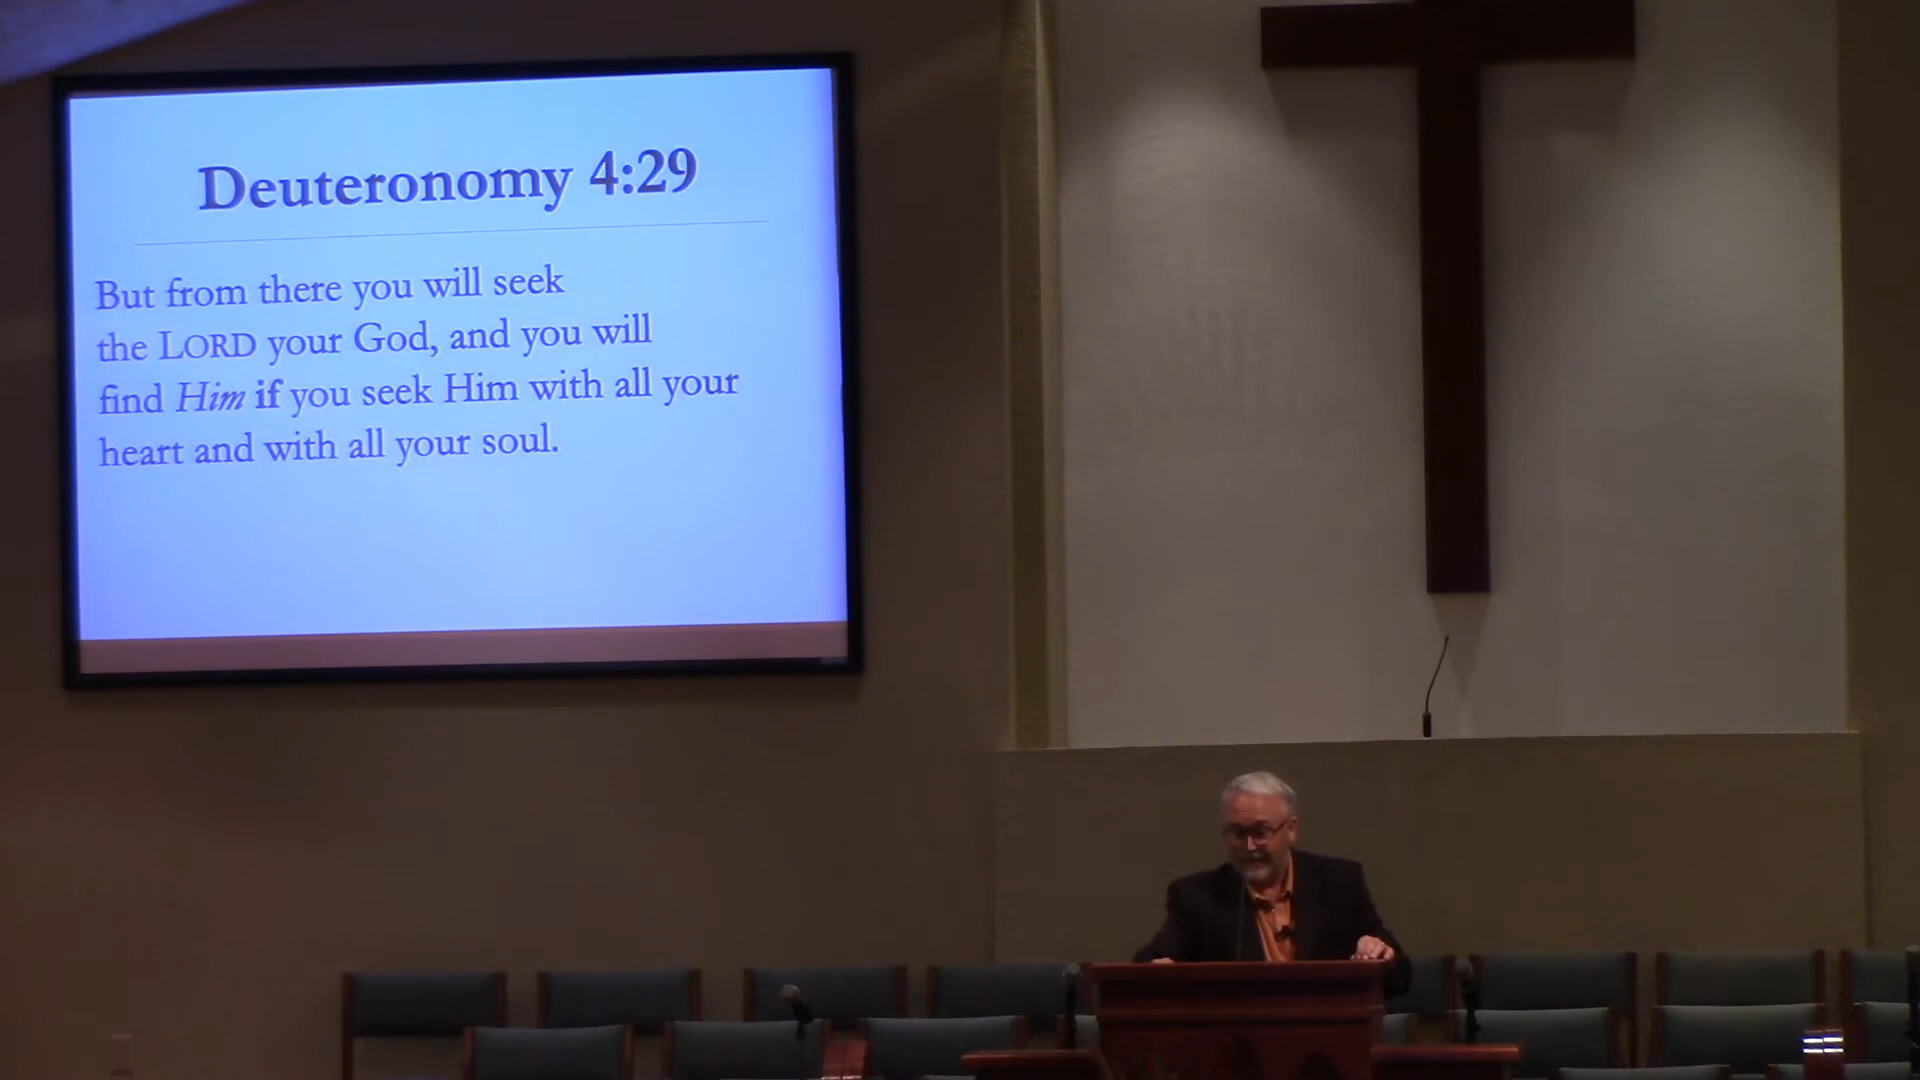 Deuteronomy 4:29
But from there you will seek
the LORD your God, and you will
find Him if you seek Him with all your
heart and with all your soul.